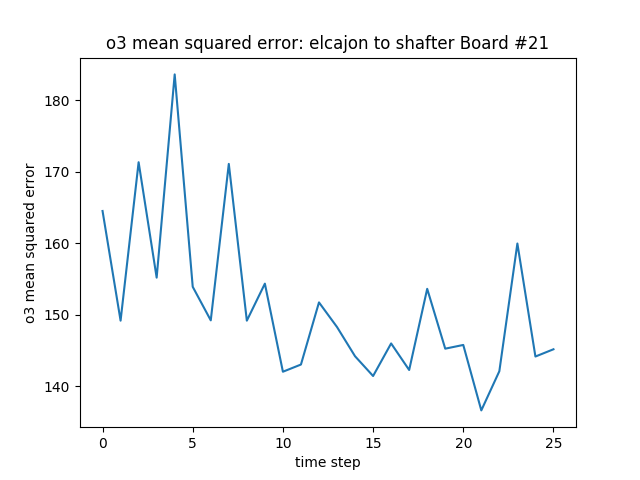 o3 mean squared error: elcajon to shafter Board #21
o3 mean squared error
180
170
160
150
140
0 5 10 15 20 25
time step